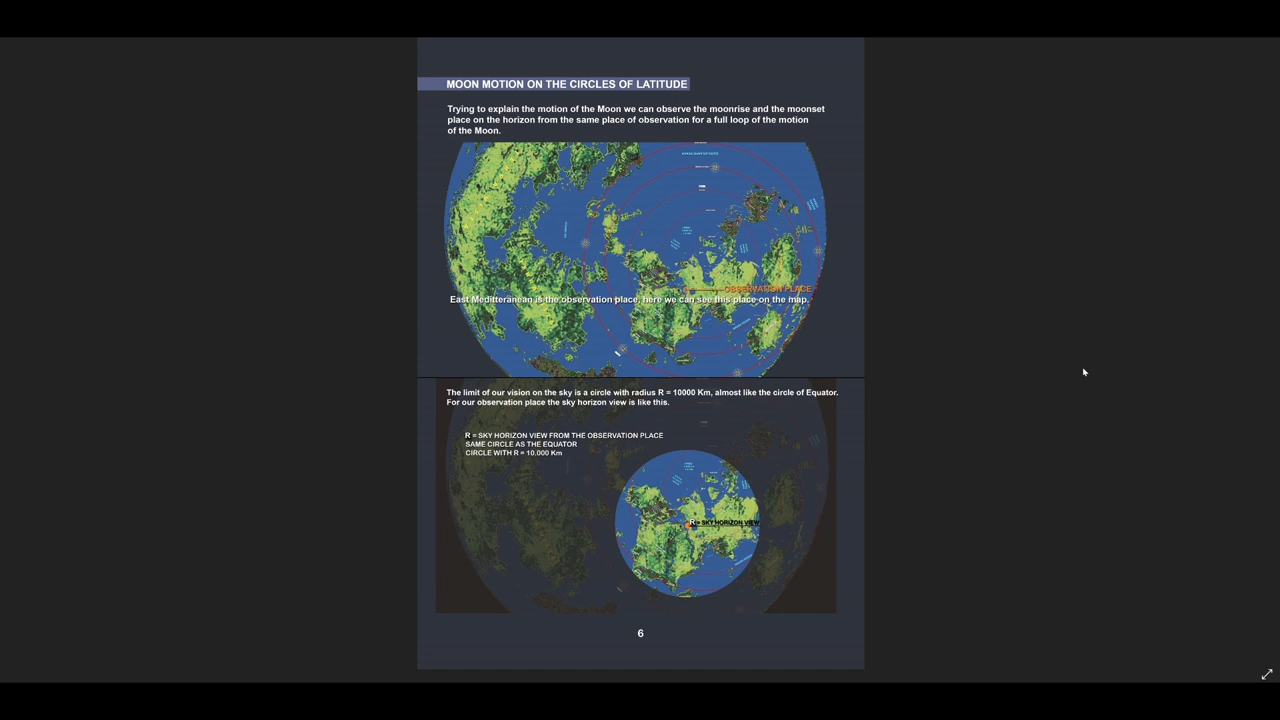 MOON MOTION ON THE CIRCLES OF LATITUDE
Trying to explain the motion of the Moon we can observe the moonrise and the moonset
place on the horizon from the same place of observation for a full loop of the motion
of the Moon.
OBSERVATION PLACE
East Meditteranean is the observation place, here we can see this place on the map.
The limit of our vision on the sky is a circle with radius R = 10000 Km, almost like the circle of Equator.
For our observation place the sky horizon view is like this.
R = SKY HORIZON VIEW FROM THE OBSERVATION PLACE
SAME CIRCLE AS THE EQUATOR
CIRCLE WITH R = 10.000 Km
R = SKY HORIZON VIEW
6